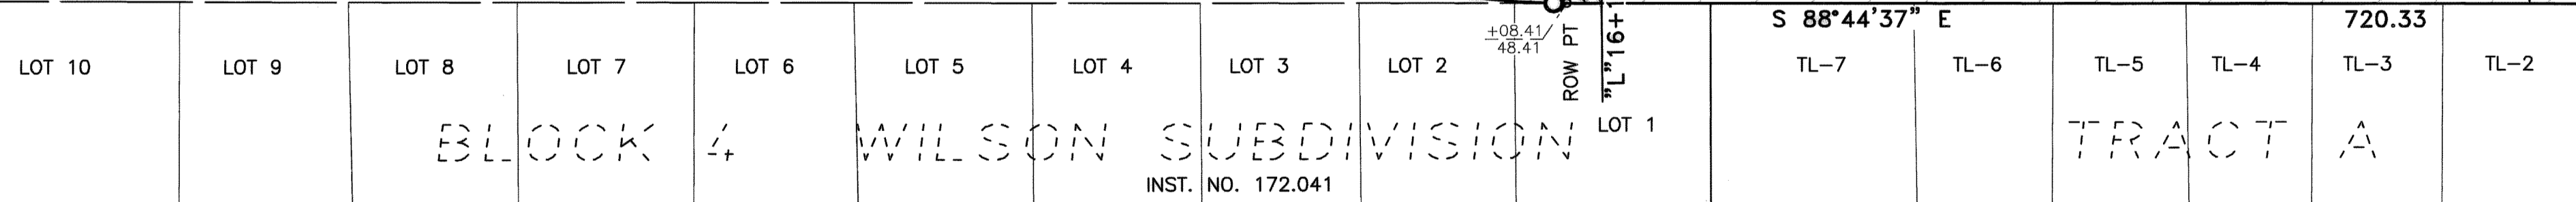 S 88°44'37" E 720.33
+08.41/
48.41
ROW PT
"L"16+1
LOT 10 LOT 9 LOT 8 LOT 7 LOT 6 LOT 5 LOT 4 LOT 3 LOT 2 TL-7 TL-6 TL-5 TL-4 TL-3 TL-2
LOT 1
BLOCK 4 WILSON SUBDIVISION TRACT A
INST. NO. 172.041